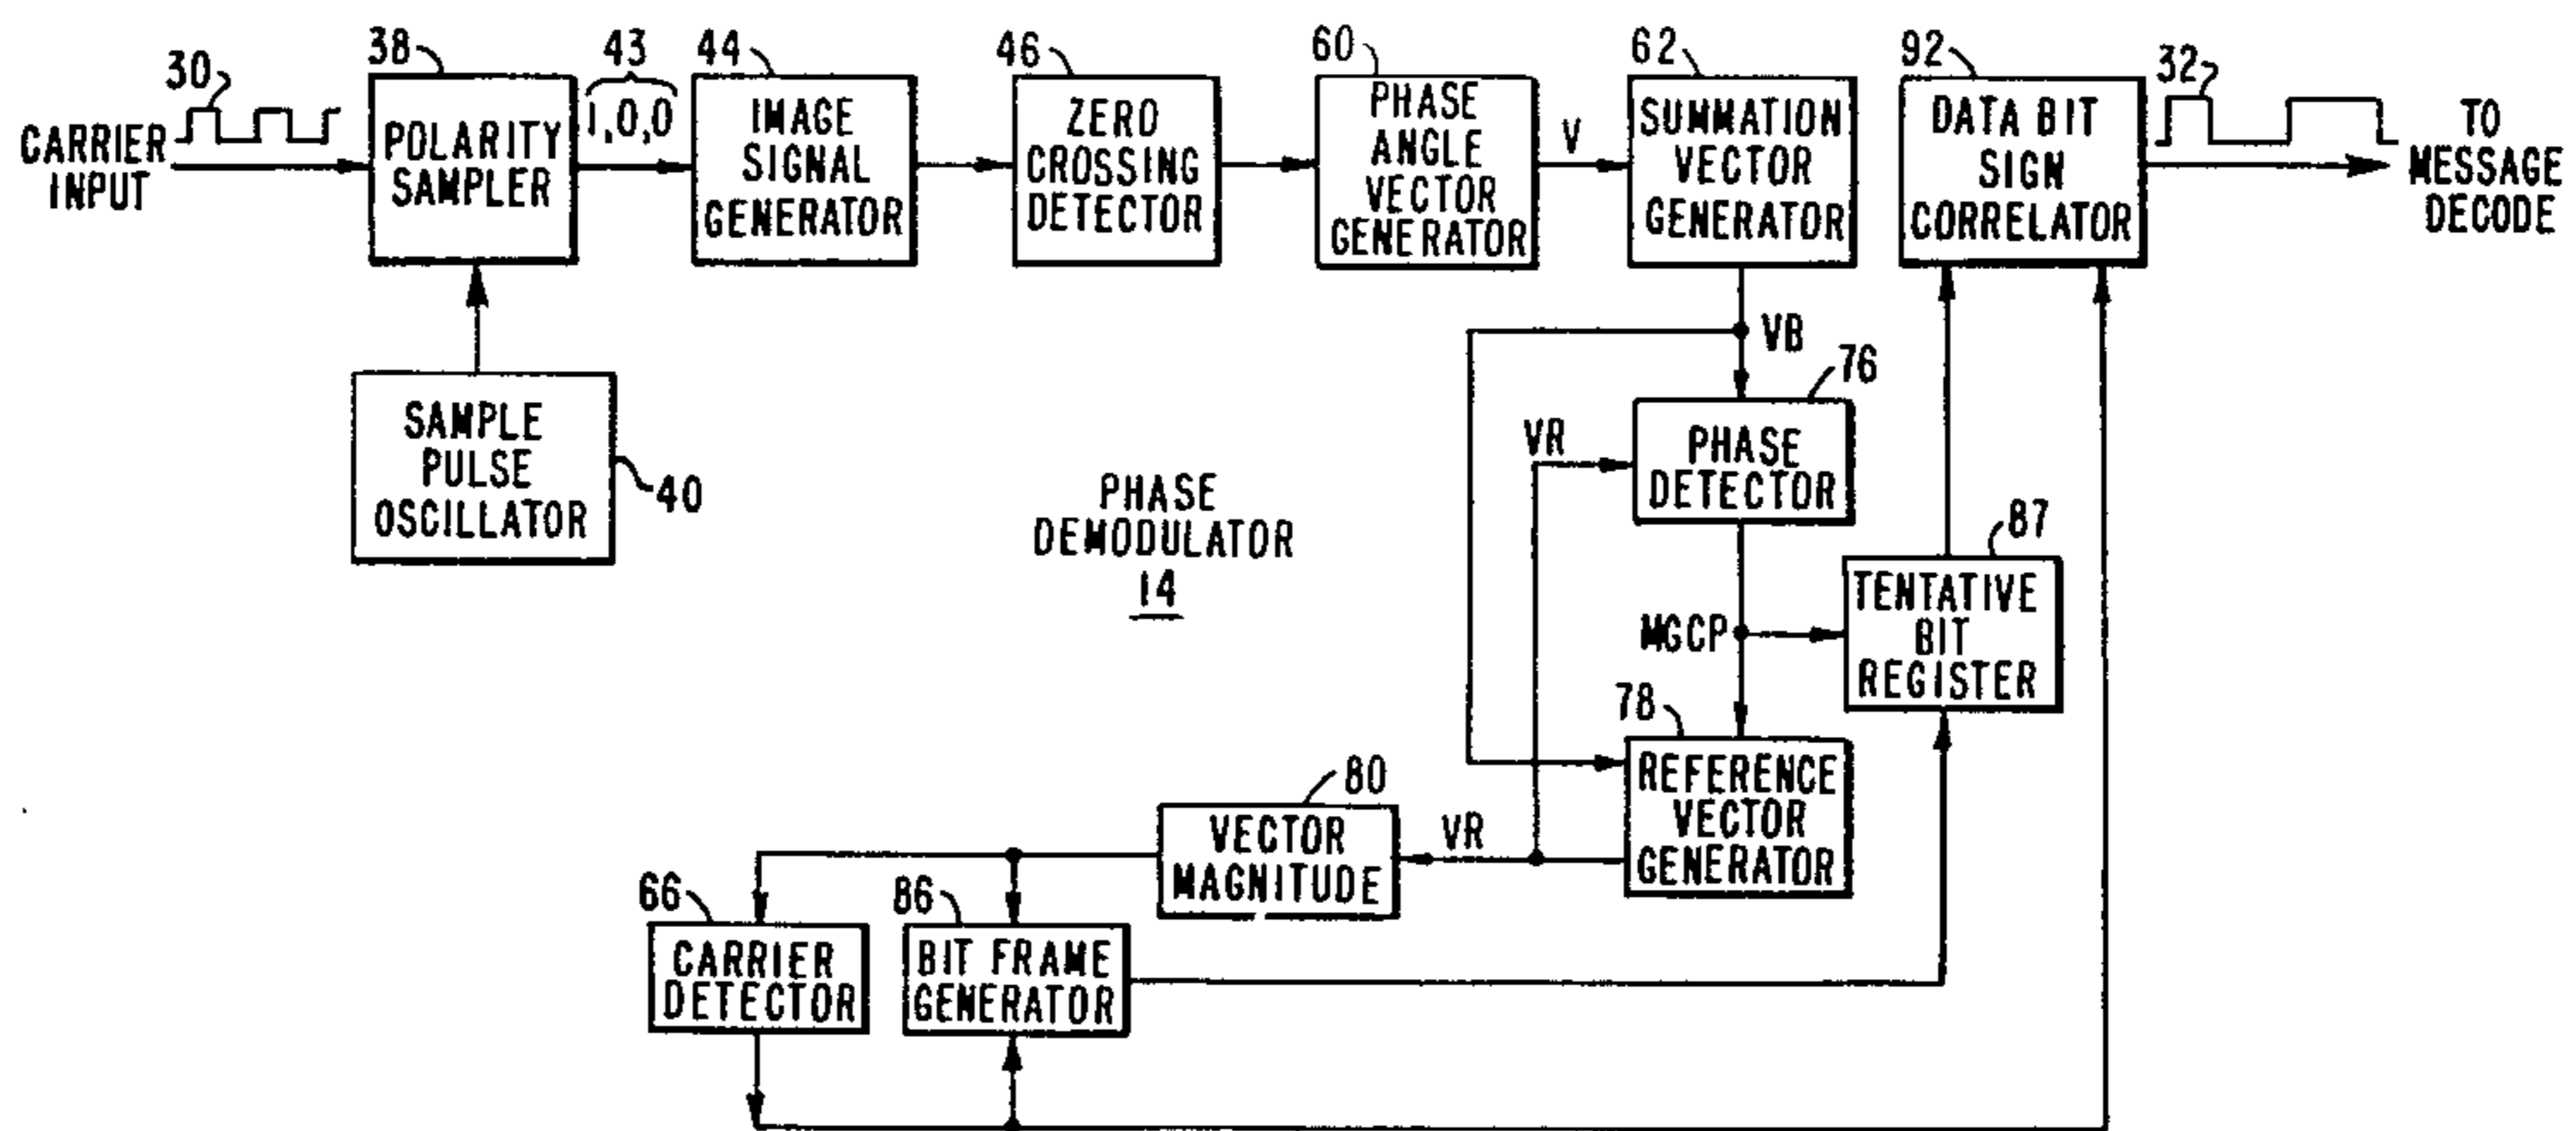 30
CARRIER
INPUT
38
POLARITY
SAMPLER
43
1,0,0
44
IMAGE
SIGNAL
GENERATOR
46
ZERO
CROSSING
DETECTOR
60
PHASE
ANGLE
VECTOR
GENERATOR
V
62
SUMMATION
VECTOR
GENERATOR
92
DATA BIT
SIGN
CORRELATOR
32
TO
MESSAGE
DECODE
SAMPLE
PULSE
OSCILLATOR
40
VB
76
VR
PHASE
DETECTOR
PHASE
DEMODULATOR
14
87
TENTATIVE
BIT
REGISTER
MGCP
78
REFERENCE
VECTOR
GENERATOR
80
VECTOR
MAGNITUDE
VR
66
CARRIER
DETECTOR
86
BIT FRAME
GENERATOR